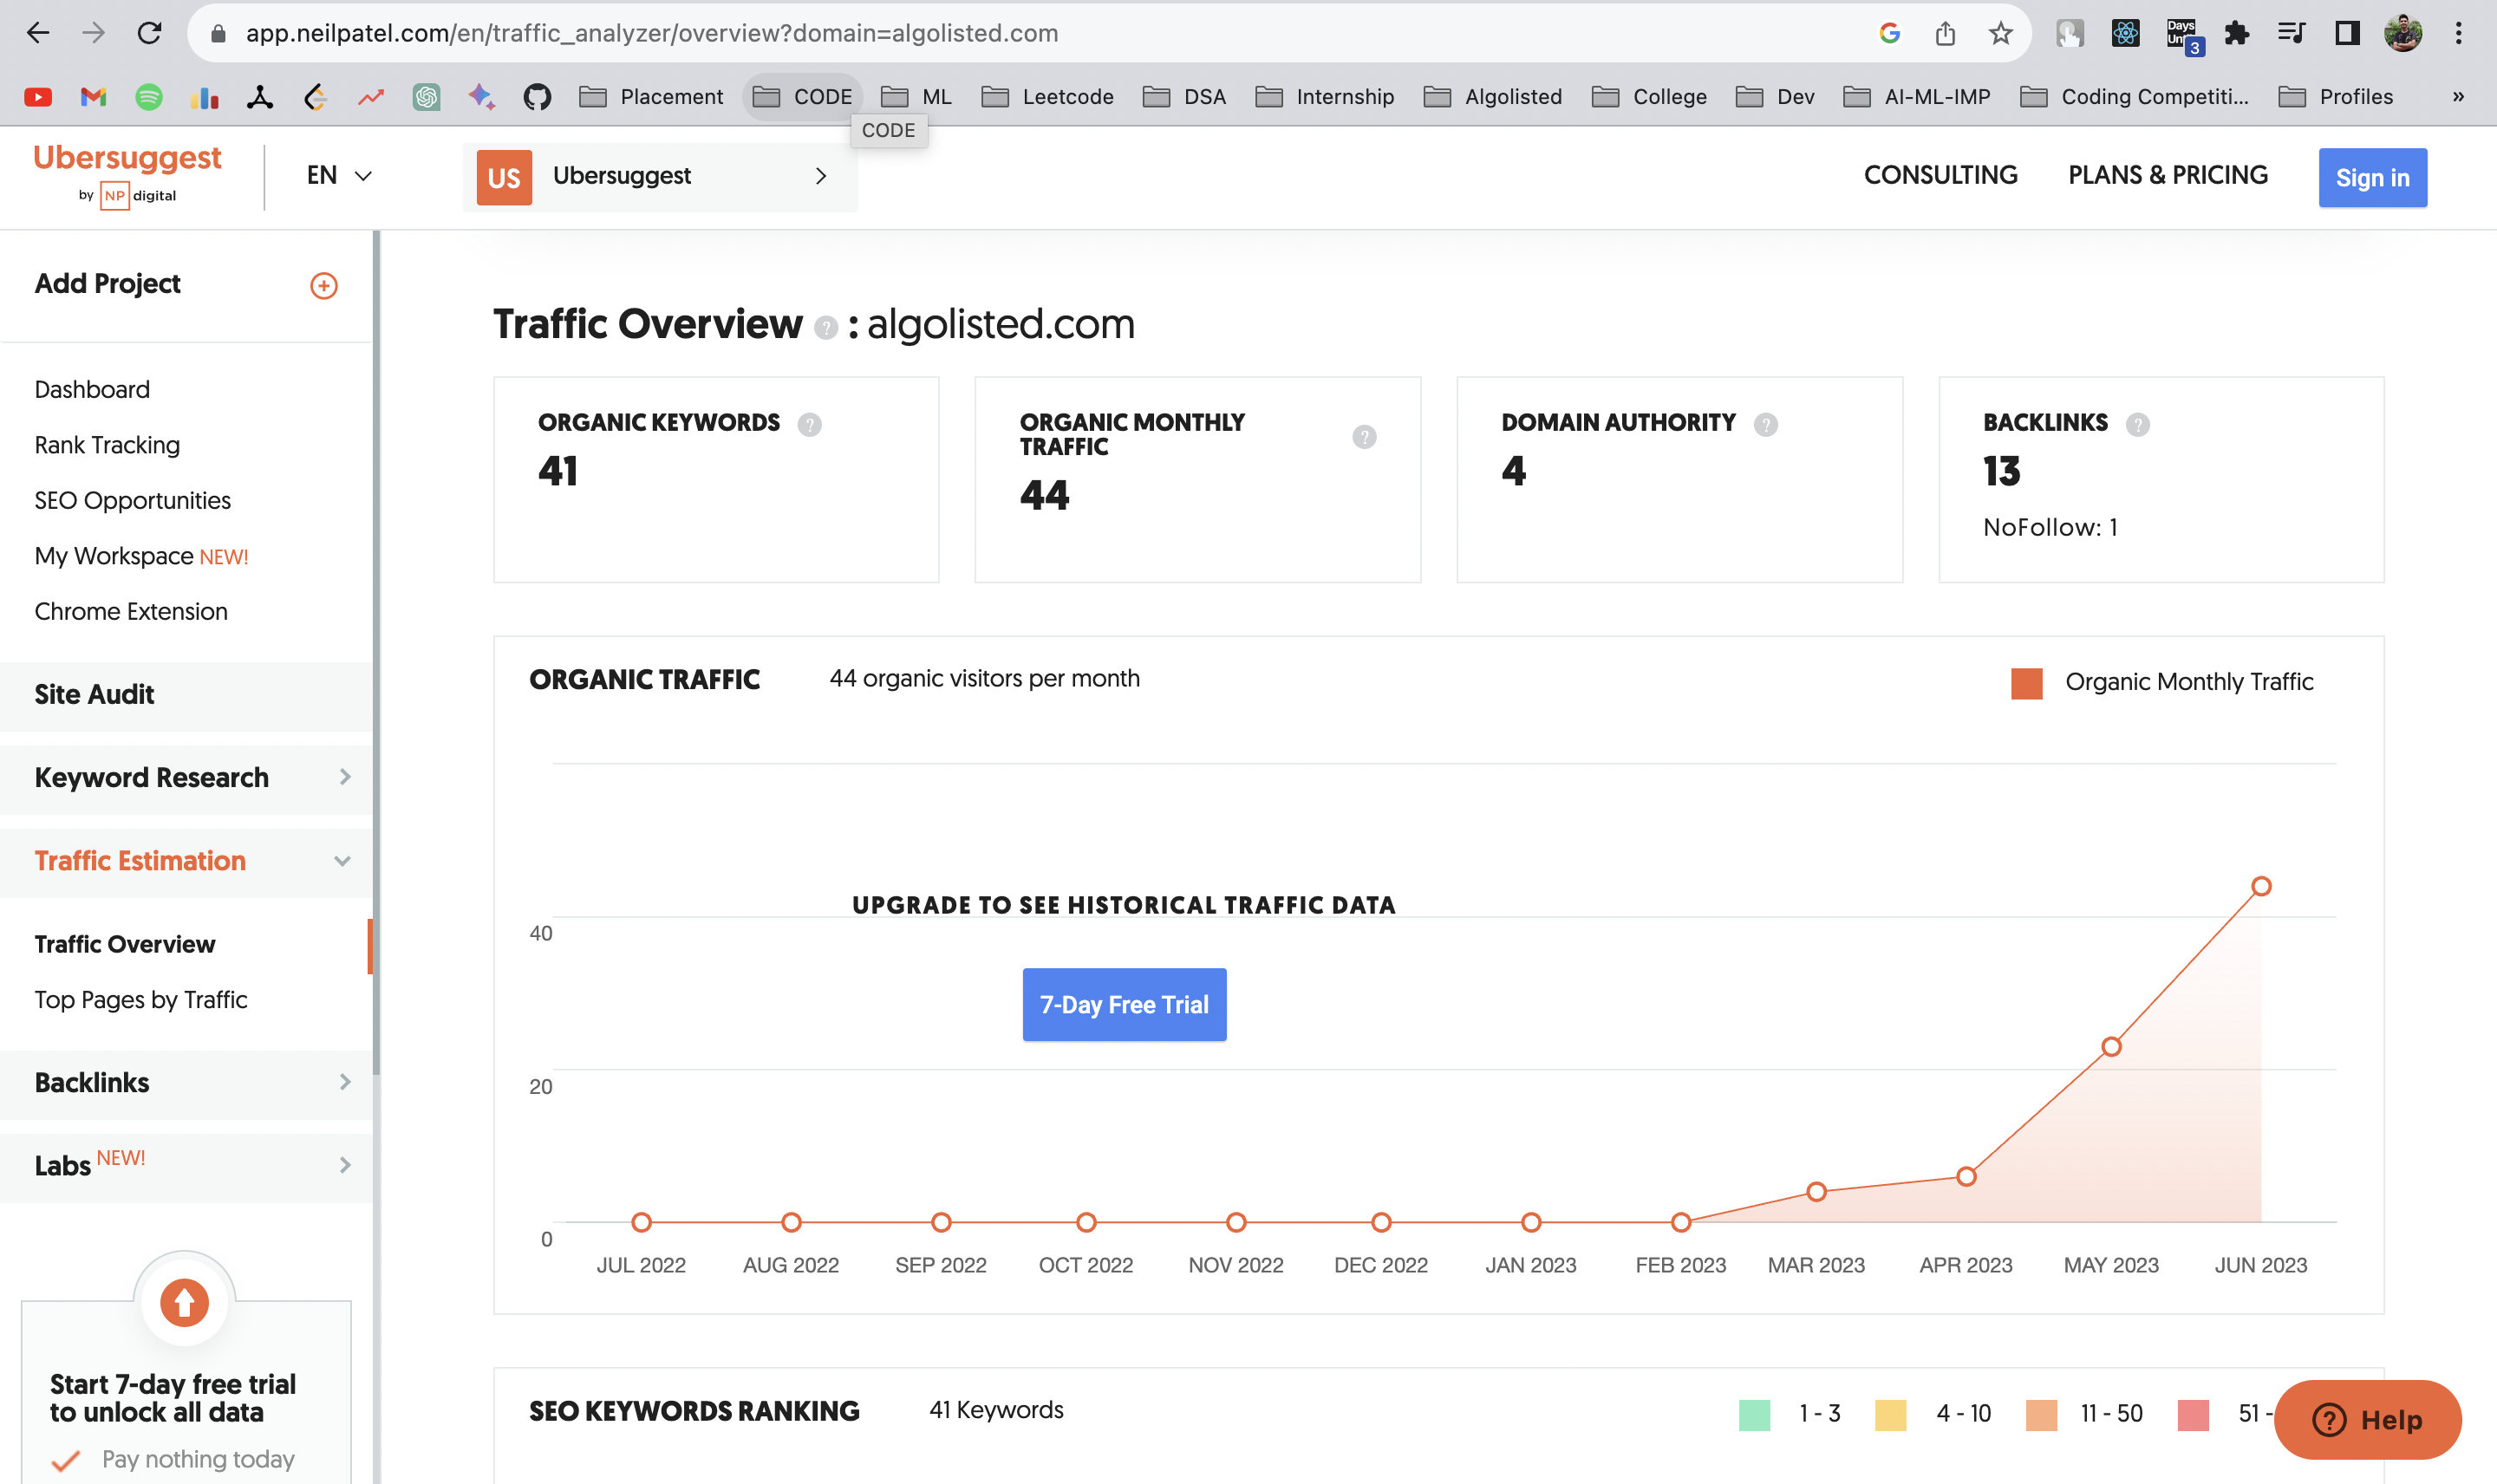 app.neilpatel.com/en/traffic_analyzer/overview?domain=algolisted.com
Days
3
Placement CODE ML Leetcode DSA Internship Algolisted College Dev AI-ML-IMP Coding Competiti... Profiles »
CODE
Ubersuggest
by NP digital
EN
US Ubersuggest
CONSULTING PLANS & PRICING Sign in
Add Project
Dashboard
Rank Tracking
SEO Opportunities
My Workspace NEW!
Chrome Extension
Site Audit
Keyword Research
Traffic Estimation
Traffic Overview
Top Pages by Traffic
Backlinks
Labs NEW!
Start 7-day free trial
to unlock all data
Pay nothing today
Traffic Overview ? : algolisted.com
ORGANIC KEYWORDS ?
41
ORGANIC MONTHLY
TRAFFIC ?
44
DOMAIN AUTHORITY ?
4
BACKLINKS ?
13
NoFollow: 1
ORGANIC TRAFFIC 44 organic visitors per month Organic Monthly Traffic
UPGRADE TO SEE HISTORICAL TRAFFIC DATA
7-Day Free Trial
40
20
0
JUL 2022 AUG 2022 SEP 2022 OCT 2022 NOV 2022 DEC 2022 JAN 2023 FEB 2023 MAR 2023 APR 2023 MAY 2023 JUN 2023
SEO KEYWORDS RANKING 41 Keywords 1 - 3 4 - 10 11 - 50 51 -
? Help